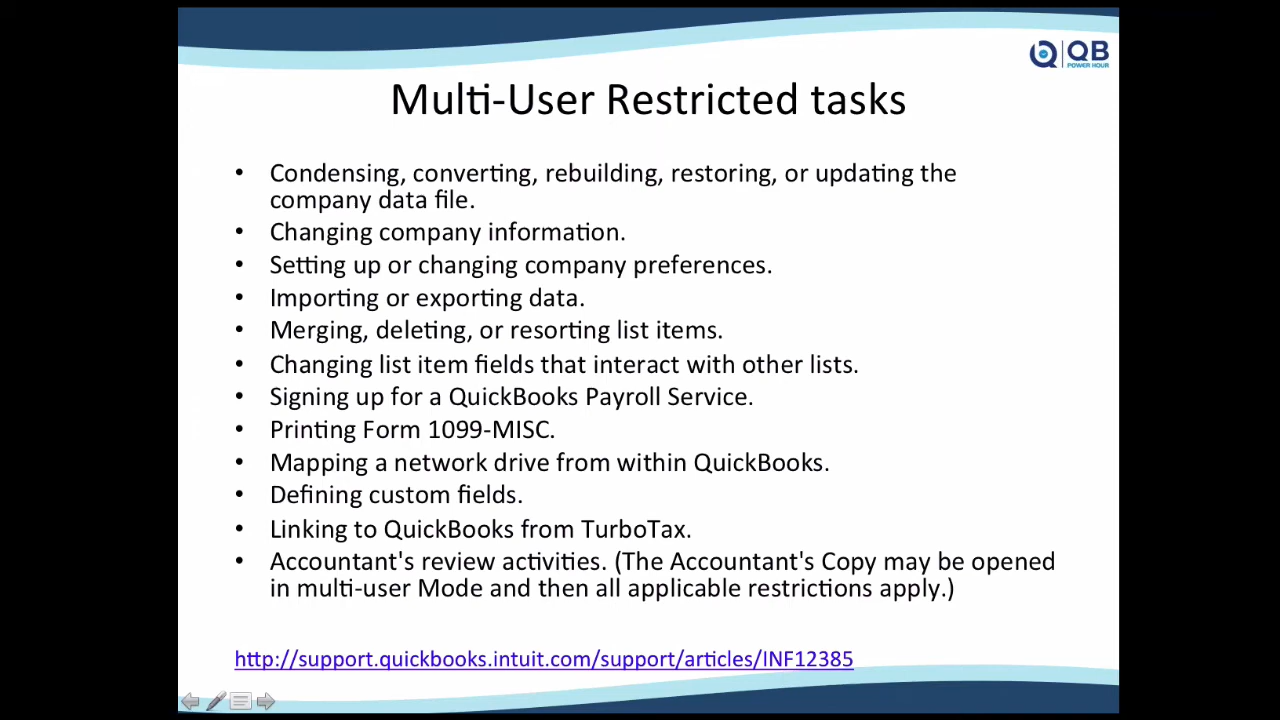 QB
POWER HOUR
Multi-User Restricted tasks
• Condensing, converting, rebuilding, restoring, or updating the
company data file.
• Changing company information.
• Setting up or changing company preferences.
• Importing or exporting data.
• Merging, deleting, or resorting list items.
• Changing list item fields that interact with other lists.
• Signing up for a QuickBooks Payroll Service.
• Printing Form 1099-MISC.
• Mapping a network drive from within QuickBooks.
• Defining custom fields.
• Linking to QuickBooks from TurboTax.
• Accountant's review activities. (The Accountant's Copy may be opened
in multi-user Mode and then all applicable restrictions apply.)
http://support.quickbooks.intuit.com/support/articles/INF12385